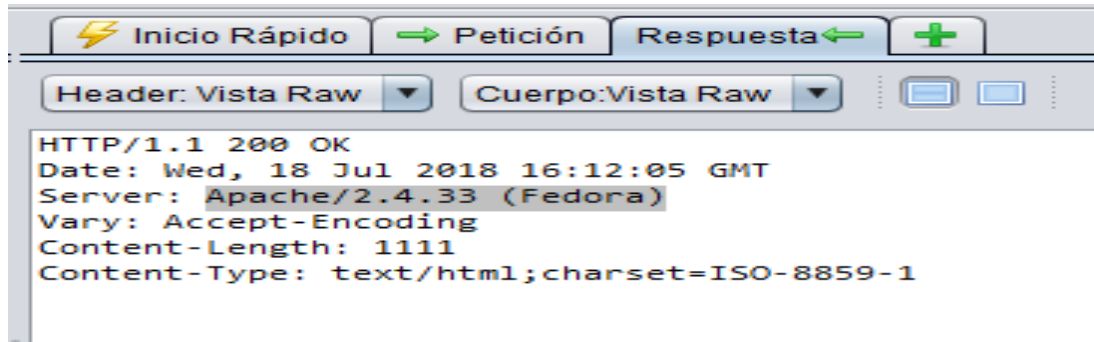 Inicio Rápido Petición Respuesta
Header: Vista Raw Cuerpo:Vista Raw
HTTP/1.1 200 OK
Date: Wed, 18 Jul 2018 16:12:05 GMT
Server: Apache/2.4.33 (Fedora)
Vary: Accept-Encoding
Content-Length: 1111
Content-Type: text/html;charset=ISO-8859-1